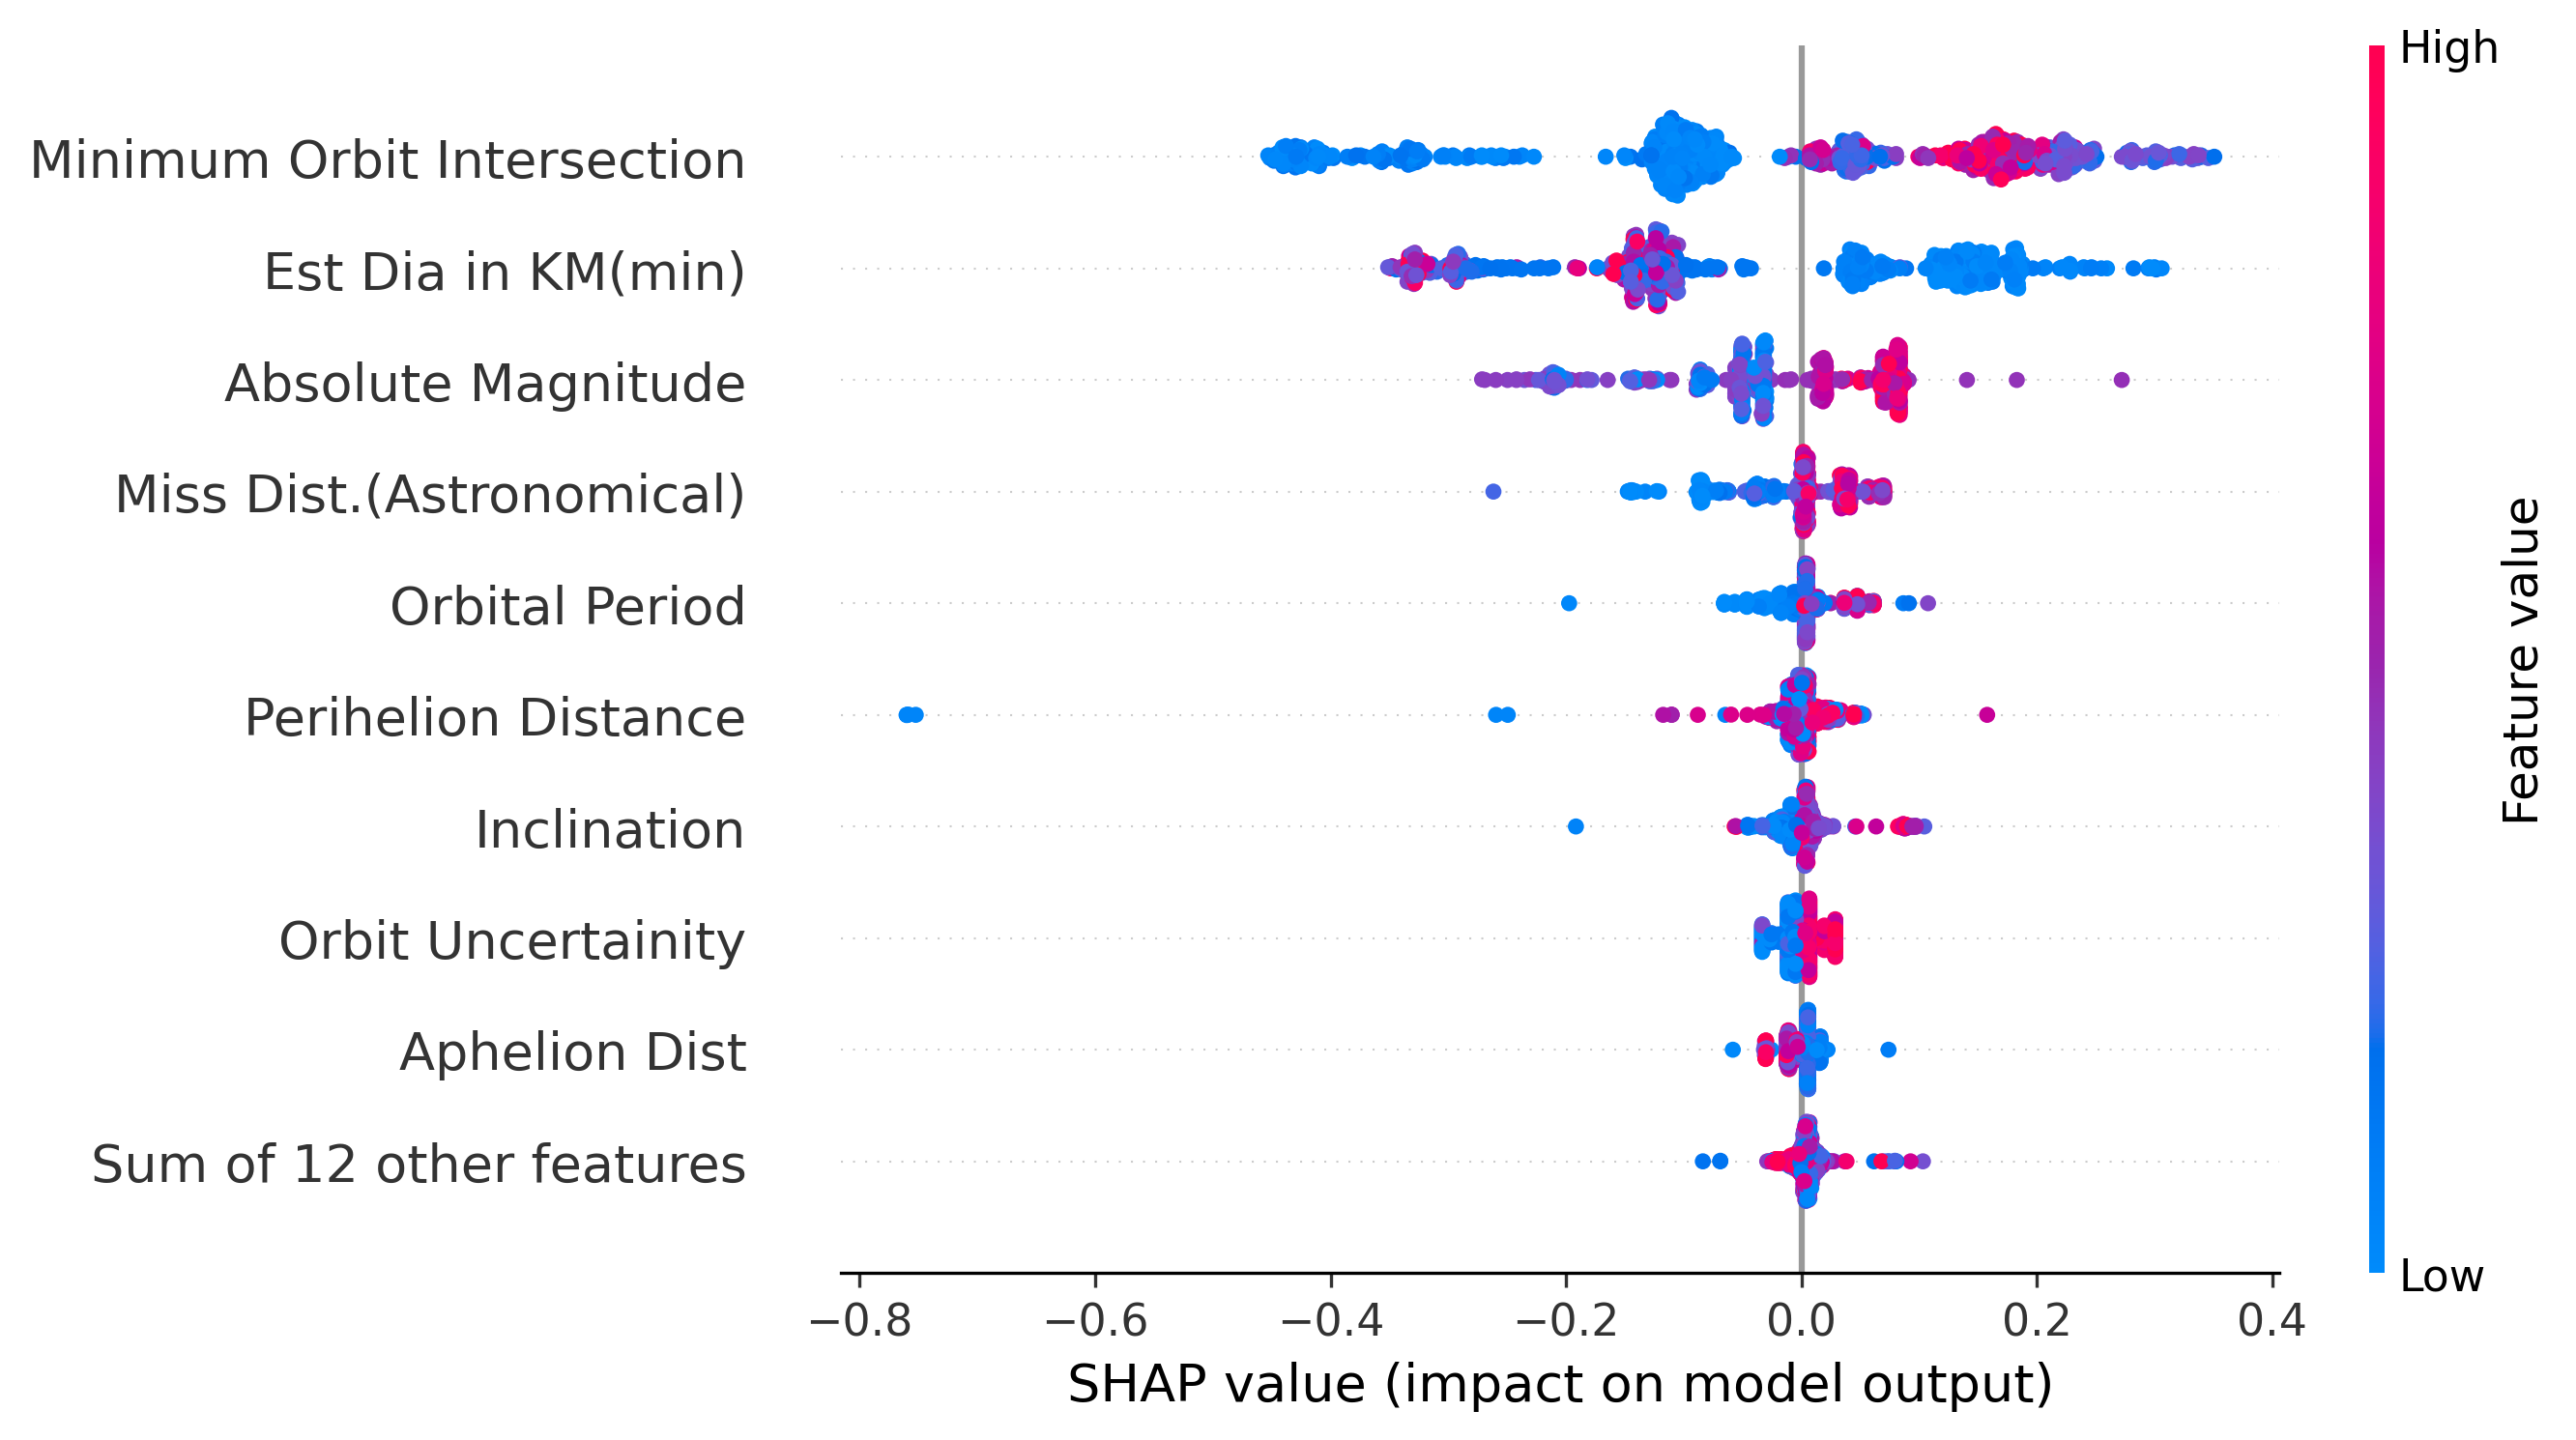 High
Minimum Orbit Intersection
Est Dia in KM(min)
Absolute Magnitude
Miss Dist.(Astronomical)
Orbital Period
Perihelion Distance
Inclination
Orbit Uncertainity
Aphelion Dist
Sum of 12 other features
Feature value
Low
−0.8 −0.6 −0.4 −0.2 0.0 0.2 0.4
SHAP value (impact on model output)